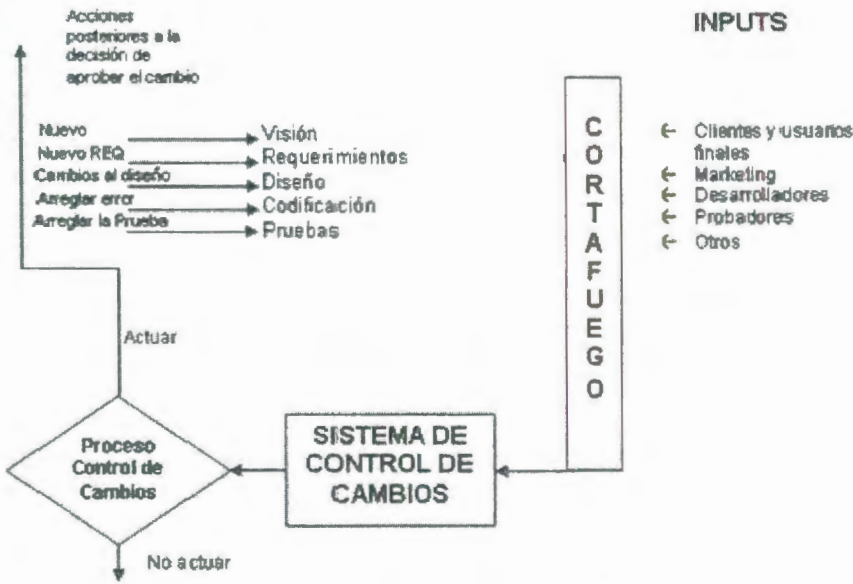 Acciones
posteriores a la
decisión de
aprobar el cambio
INPUTS
Nuevo
Visión
Nuevo REQ
Requerimientos
Cambios al diseño
Diseño
Arreglar error
Codificación
Arreglar la Prueba
Pruebas
C
O
R
T
A
F
U
E
G
O
← Clientes y usuarios
finales
← Marketing
← Desarrolladores
← Probadores
← Otros
Actuar
Proceso
Control de
Cambios
SISTEMA DE
CONTROL DE
CAMBIOS
No actuar